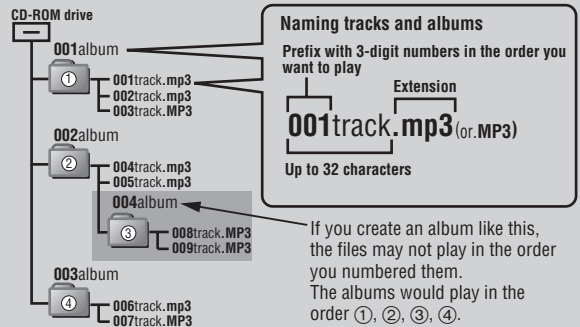 CD-ROM drive
001album
①
001track.mp3
002track.mp3
003track.MP3
002album
②
004track.mp3
005track.mp3
004album
③
008track.MP3
009track.MP3
003album
④
006track.mp3
007track.MP3
Naming tracks and albums
Prefix with 3-digit numbers in the order you
want to play
Extension
001track.mp3(or.MP3)
Up to 32 characters
If you create an album like this,
the files may not play in the order
you numbered them.
The albums would play in the
order ①, ②, ③, ④.